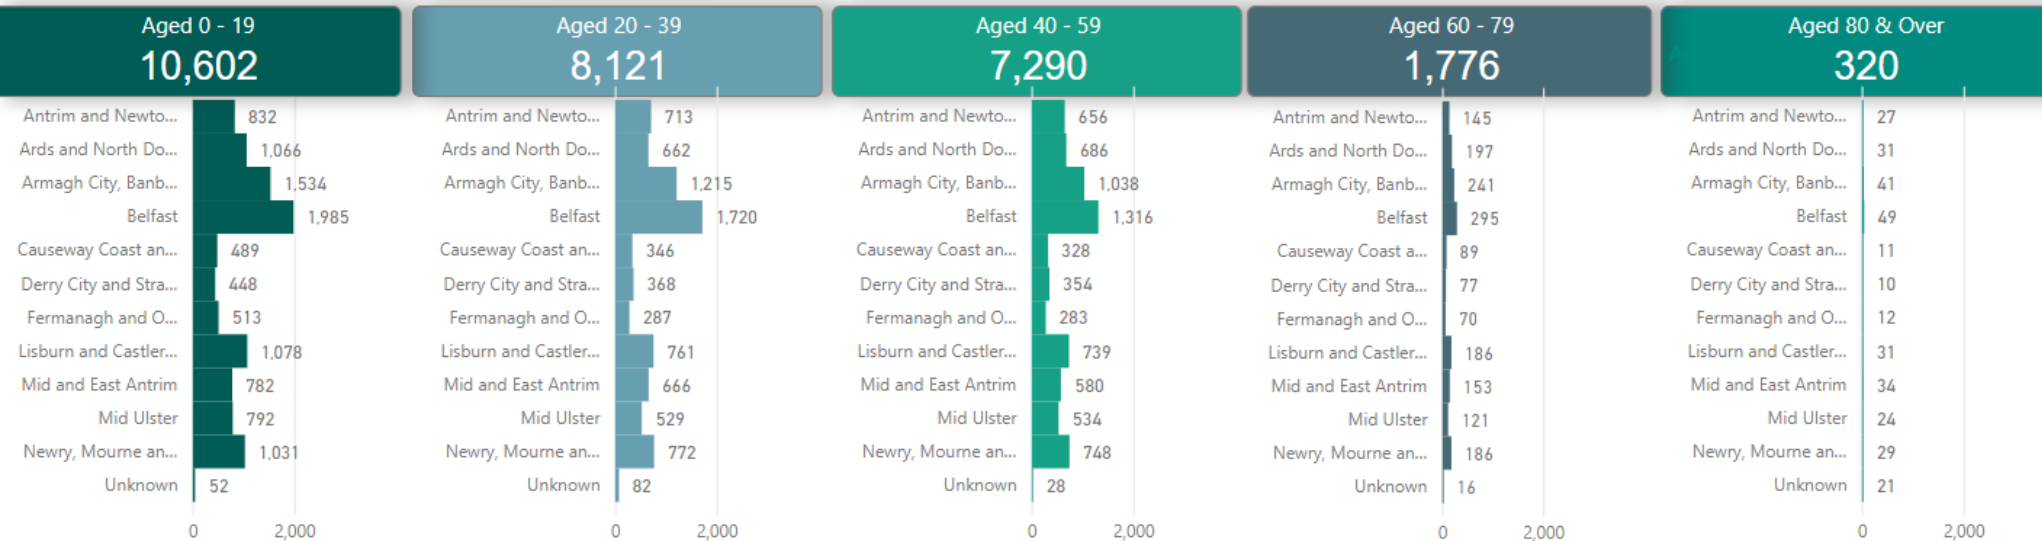 Aged 0 - 19
10,602
Antrim and Newto... 832
Ards and North Do... 1,066
Armagh City, Banb... 1,534
Belfast 1,985
Causeway Coast an... 489
Derry City and Stra... 448
Fermanagh and O... 513
Lisburn and Castler... 1,078
Mid and East Antrim 782
Mid Ulster 792
Newry, Mourne an... 1,031
Unknown 52
0 2,000
Aged 20 - 39
8,121
Antrim and Newto... 713
Ards and North Do... 662
Armagh City, Banb... 1,215
Belfast 1,720
Causeway Coast an... 346
Derry City and Stra... 368
Fermanagh and O... 287
Lisburn and Castler... 761
Mid and East Antrim 666
Mid Ulster 529
Newry, Mourne an... 772
Unknown 82
0 2,000
Aged 40 - 59
7,290
Antrim and Newto... 656
Ards and North Do... 686
Armagh City, Banb... 1,038
Belfast 1,316
Causeway Coast an... 328
Derry City and Stra... 354
Fermanagh and O... 283
Lisburn and Castler... 739
Mid and East Antrim 580
Mid Ulster 534
Newry, Mourne an... 748
Unknown 28
0 2,000
Aged 60 - 79
1,776
Antrim and Newto... 145
Ards and North Do... 197
Armagh City, Banb... 241
Belfast 295
Causeway Coast a... 89
Derry City and Stra... 77
Fermanagh and O... 70
Lisburn and Castler... 186
Mid and East Antrim 153
Mid Ulster 121
Newry, Mourne an... 186
Unknown 16
0 2,000
Aged 80 & Over
320
Antrim and Newto... 27
Ards and North Do... 31
Armagh City, Banb... 41
Belfast 49
Causeway Coast an... 11
Derry City and Stra... 10
Fermanagh and O... 12
Lisburn and Castler... 31
Mid and East Antrim 34
Mid Ulster 24
Newry, Mourne an... 29
Unknown 21
0 2,000